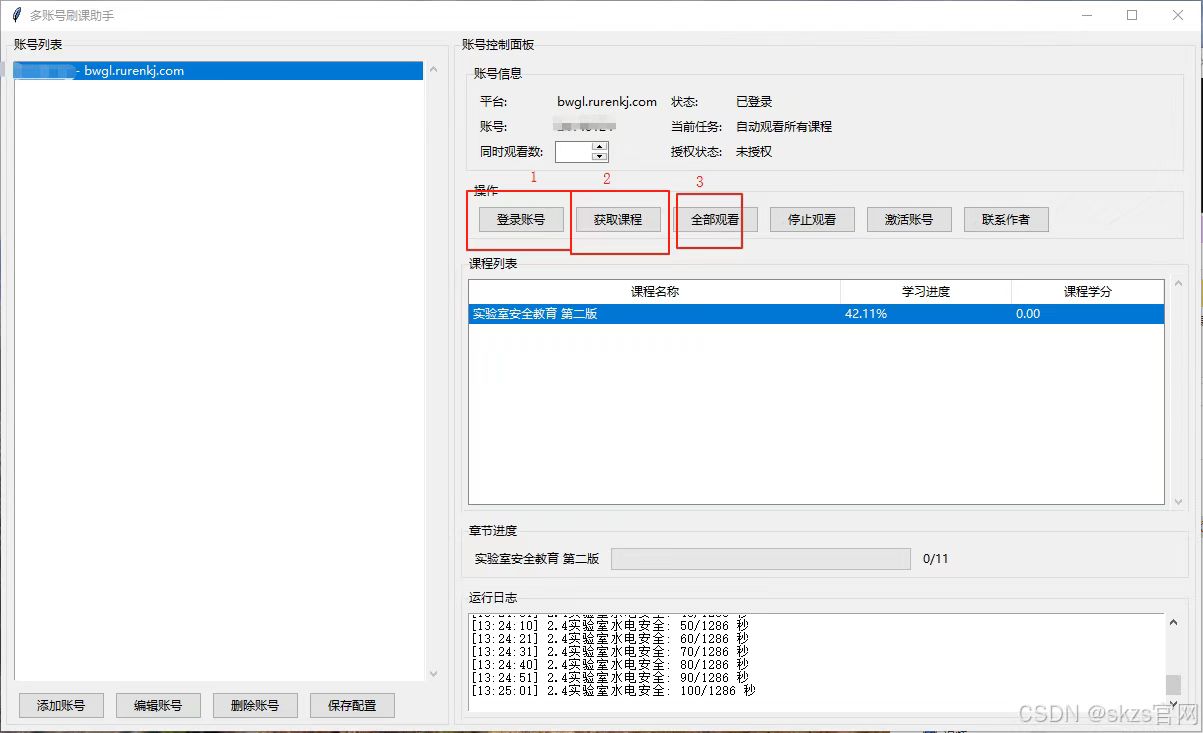 多账号刷课助手
账号列表
- bwgl.rurenkj.com
添加账号 编辑账号 删除账号 保存配置
账号控制面板
账号信息
平台: bwgl.rurenkj.com 状态: 已登录
账号: 当前任务: 自动观看所有课程
同时观看数: 授权状态: 未授权
1 2 3
操作
登录账号 获取课程 全部观看 停止观看 激活账号 联系作者
课程列表
课程名称 学习进度 课程学分
实验室安全教育 第二版 42.11% 0.00
章节进度
实验室安全教育 第二版 0/11
运行日志
[13:24:10] 2.4实验室水电安全: 50/1286 秒
[13:24:21] 2.4实验室水电安全: 60/1286 秒
[13:24:31] 2.4实验室水电安全: 70/1286 秒
[13:24:40] 2.4实验室水电安全: 80/1286 秒
[13:24:51] 2.4实验室水电安全: 90/1286 秒
[13:25:01] 2.4实验室水电安全: 100/1286 秒
CSDN @skzs官网